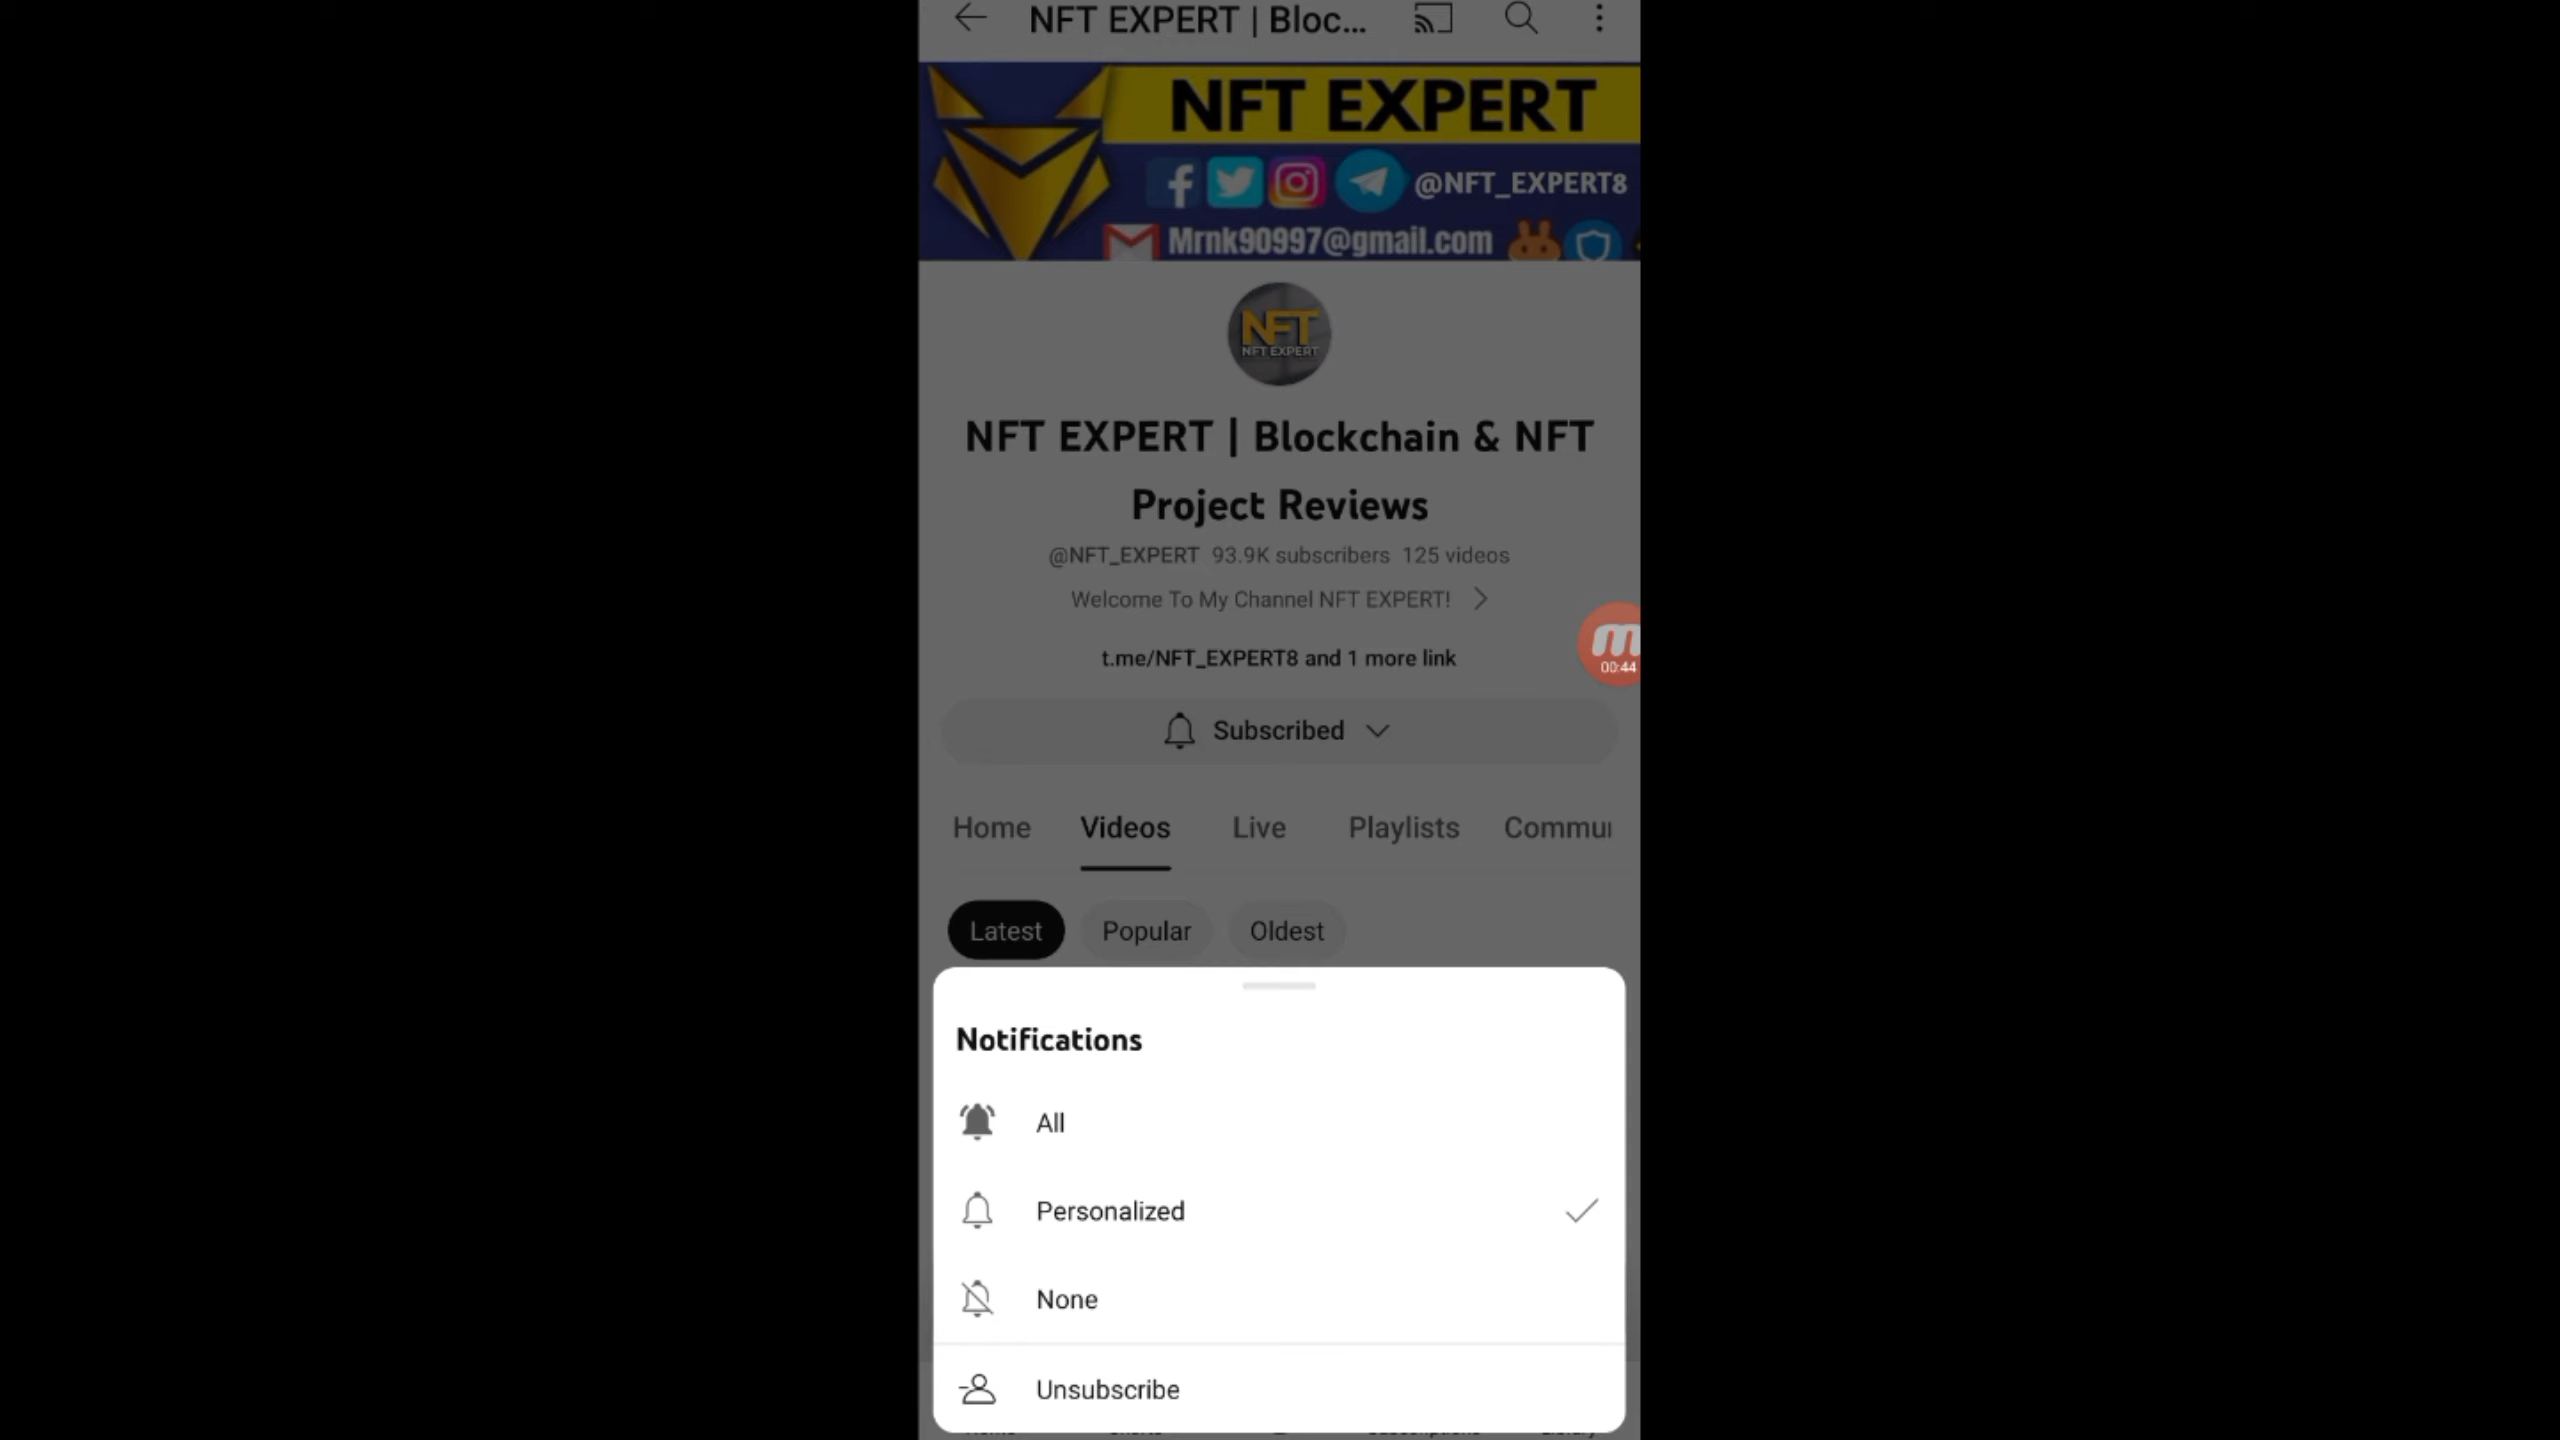 NFT EXPERT | Bloc...
NFT EXPERT
@NFT_EXPERT8
Mrnk90997@gmail.com
NFT
NFT EXPERT
NFT EXPERT | Blockchain & NFT
Project Reviews
@NFT_EXPERT 93.9K subscribers 125 videos
Welcome To My Channel NFT EXPERT!
t.me/NFT_EXPERT8 and 1 more link
00:44
Subscribed
Home Videos Live Playlists Commu
Latest Popular Oldest
Notifications
All
Personalized
None
Unsubscribe